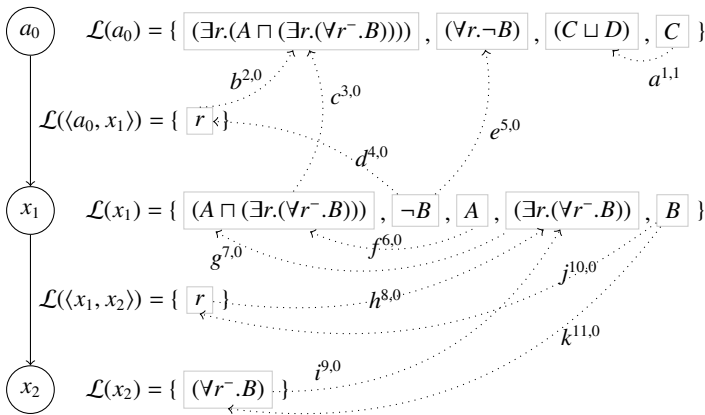 a₀ 𝓛(a₀) = { (∃r.(A ⊓ (∃r.(∀r⁻.B)))) , (∀r.¬B) , (C ⊔ D) , C }
b²,⁰ c³,⁰ a¹,¹
𝓛(⟨a₀, x₁⟩) = { r } e⁵,⁰
d⁴,⁰
x₁ 𝓛(x₁) = { (A ⊓ (∃r.(∀r⁻.B))) , ¬B , A , (∃r.(∀r⁻.B)) , B }
g⁷,⁰ f⁶,⁰
j¹⁰,⁰
𝓛(⟨x₁, x₂⟩) = { r } h⁸,⁰
k¹¹,⁰
i⁹,⁰
x₂ 𝓛(x₂) = { (∀r⁻.B) }